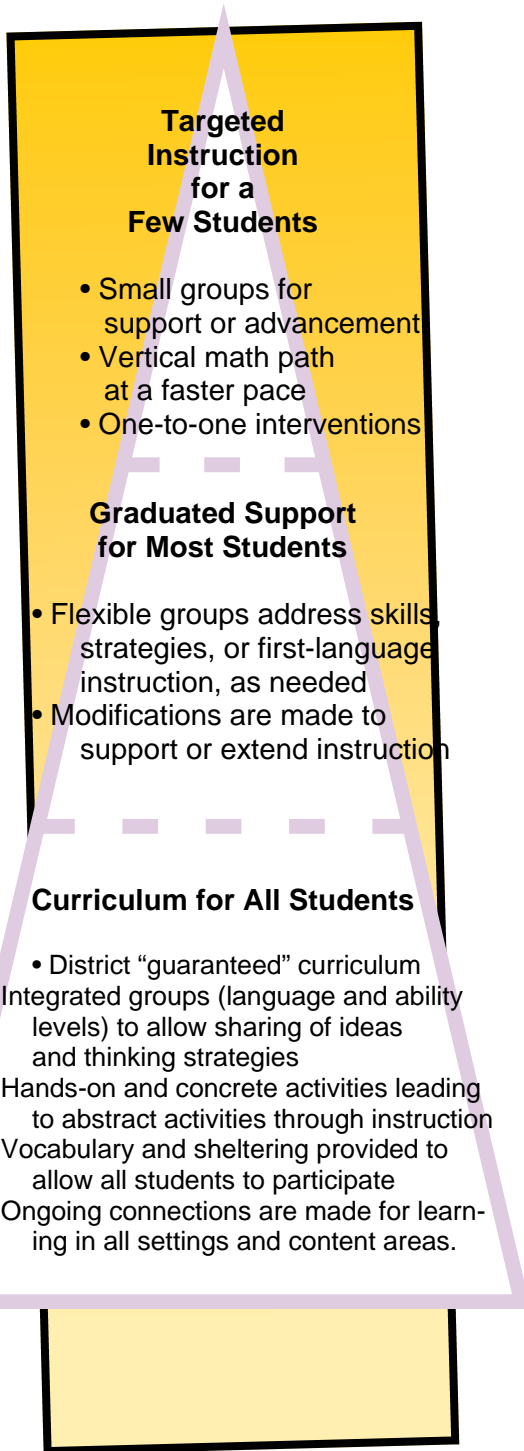 Targeted
Instruction
for a
Few Students
• Small groups for
support or advancement
• Vertical math path
at a faster pace
• One-to-one interventions
Graduated Support
for Most Students
• Flexible groups address skills,
strategies, or first-language
instruction, as needed
• Modifications are made to
support or extend instruction
Curriculum for All Students
• District “guaranteed” curriculum
Integrated groups (language and ability
levels) to allow sharing of ideas
and thinking strategies
Hands-on and concrete activities leading
to abstract activities through instruction
Vocabulary and sheltering provided to
allow all students to participate
Ongoing connections are made for learn-
ing in all settings and content areas.